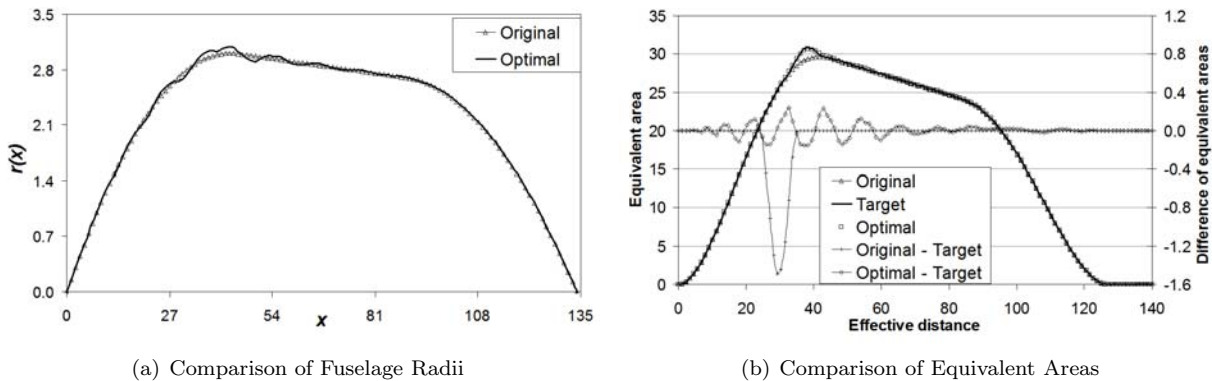 3.5
2.8
2.1
1.4
0.7
0.0
r(x)
0 27 54 81 108 135
x
Original
Optimal
(a) Comparison of Fuselage Radii
35
30
25
20
15
10
5
0
Equivalent area
0 20 40 60 80 100 120 140
Effective distance
1.2
0.8
0.4
0.0
-0.4
-0.8
-1.2
-1.6
Difference of equivalent areas
Original
Target
Optimal
Original - Target
Optimal - Target
(b) Comparison of Equivalent Areas